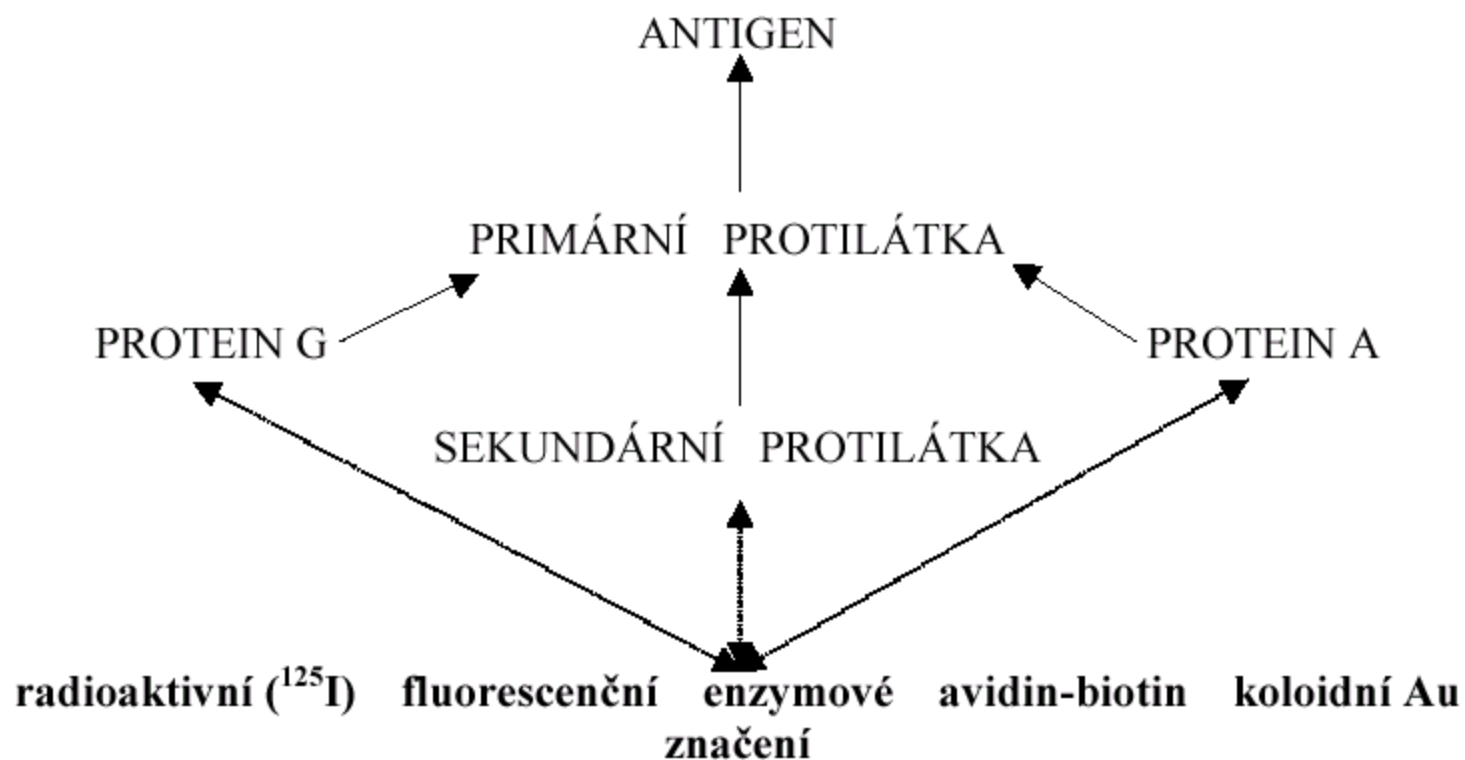 ANTIGEN
PRIMÁRNÍ PROTILÁTKA
PROTEIN G
PROTEIN A
SEKUNDÁRNÍ PROTILÁTKA
radioaktivní (¹²⁵I) fluorescenční enzymové avidin-biotin koloidní Au
značení